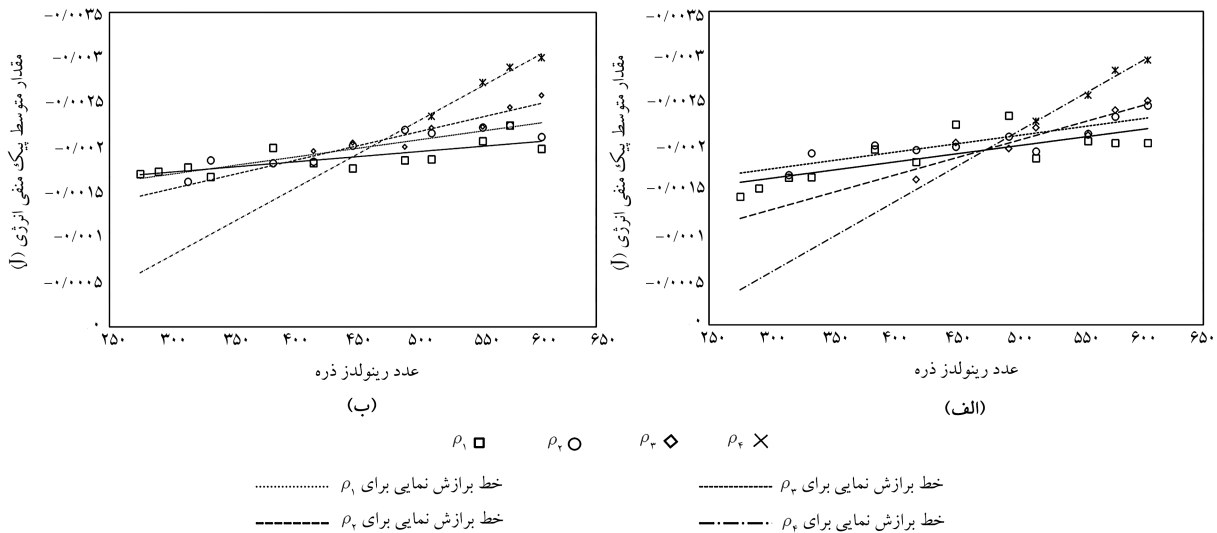 مقدار متوسط پیک منفی انرژی (J)
-۰/۰۰۳۵
-۰/۰۰۳
-۰/۰۰۲۵
-۰/۰۰۲
-۰/۰۰۱۵
-۰/۰۰۱
-۰/۰۰۰۵
۰
۲۵۰ ۳۰۰ ۳۵۰ ۴۰۰ ۴۵۰ ۵۰۰ ۵۵۰ ۶۰۰ ۶۵۰
عدد رینولدز ذره
(الف)
مقدار متوسط پیک منفی انرژی (J)
-۰/۰۰۳۵
-۰/۰۰۳
-۰/۰۰۲۵
-۰/۰۰۲
-۰/۰۰۱۵
-۰/۰۰۱
-۰/۰۰۰۵
۰
۲۵۰ ۳۰۰ ۳۵۰ ۴۰۰ ۴۵۰ ۵۰۰ ۵۵۰ ۶۰۰ ۶۵۰
عدد رینولدز ذره
(ب)
ρ۱ ρ۲ ρ۳ ρ۴
خط برازش نمایی برای ρ۳
خط برازش نمایی برای ρ۱
خط برازش نمایی برای ρ۴
خط برازش نمایی برای ρ۲